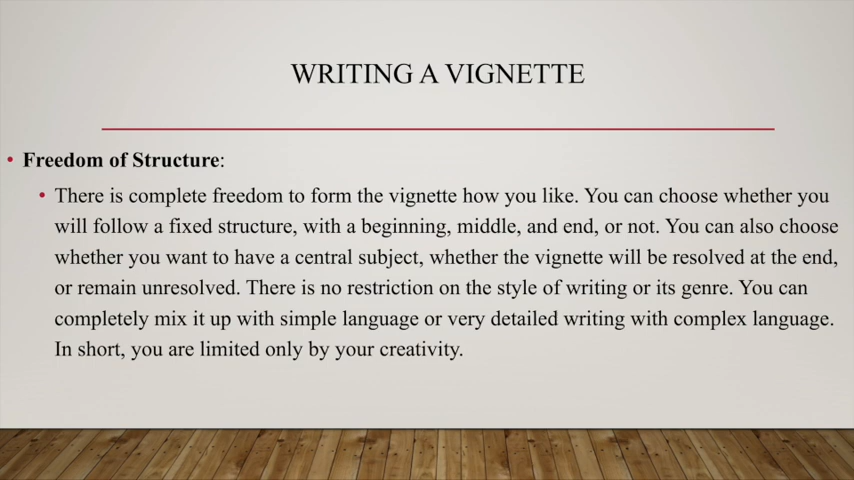 WRITING A VIGNETTE
• Freedom of Structure:
• There is complete freedom to form the vignette how you like. You can choose whether you
will follow a fixed structure, with a beginning, middle, and end, or not. You can also choose
whether you want to have a central subject, whether the vignette will be resolved at the end,
or remain unresolved. There is no restriction on the style of writing or its genre. You can
completely mix it up with simple language or very detailed writing with complex language.
In short, you are limited only by your creativity.